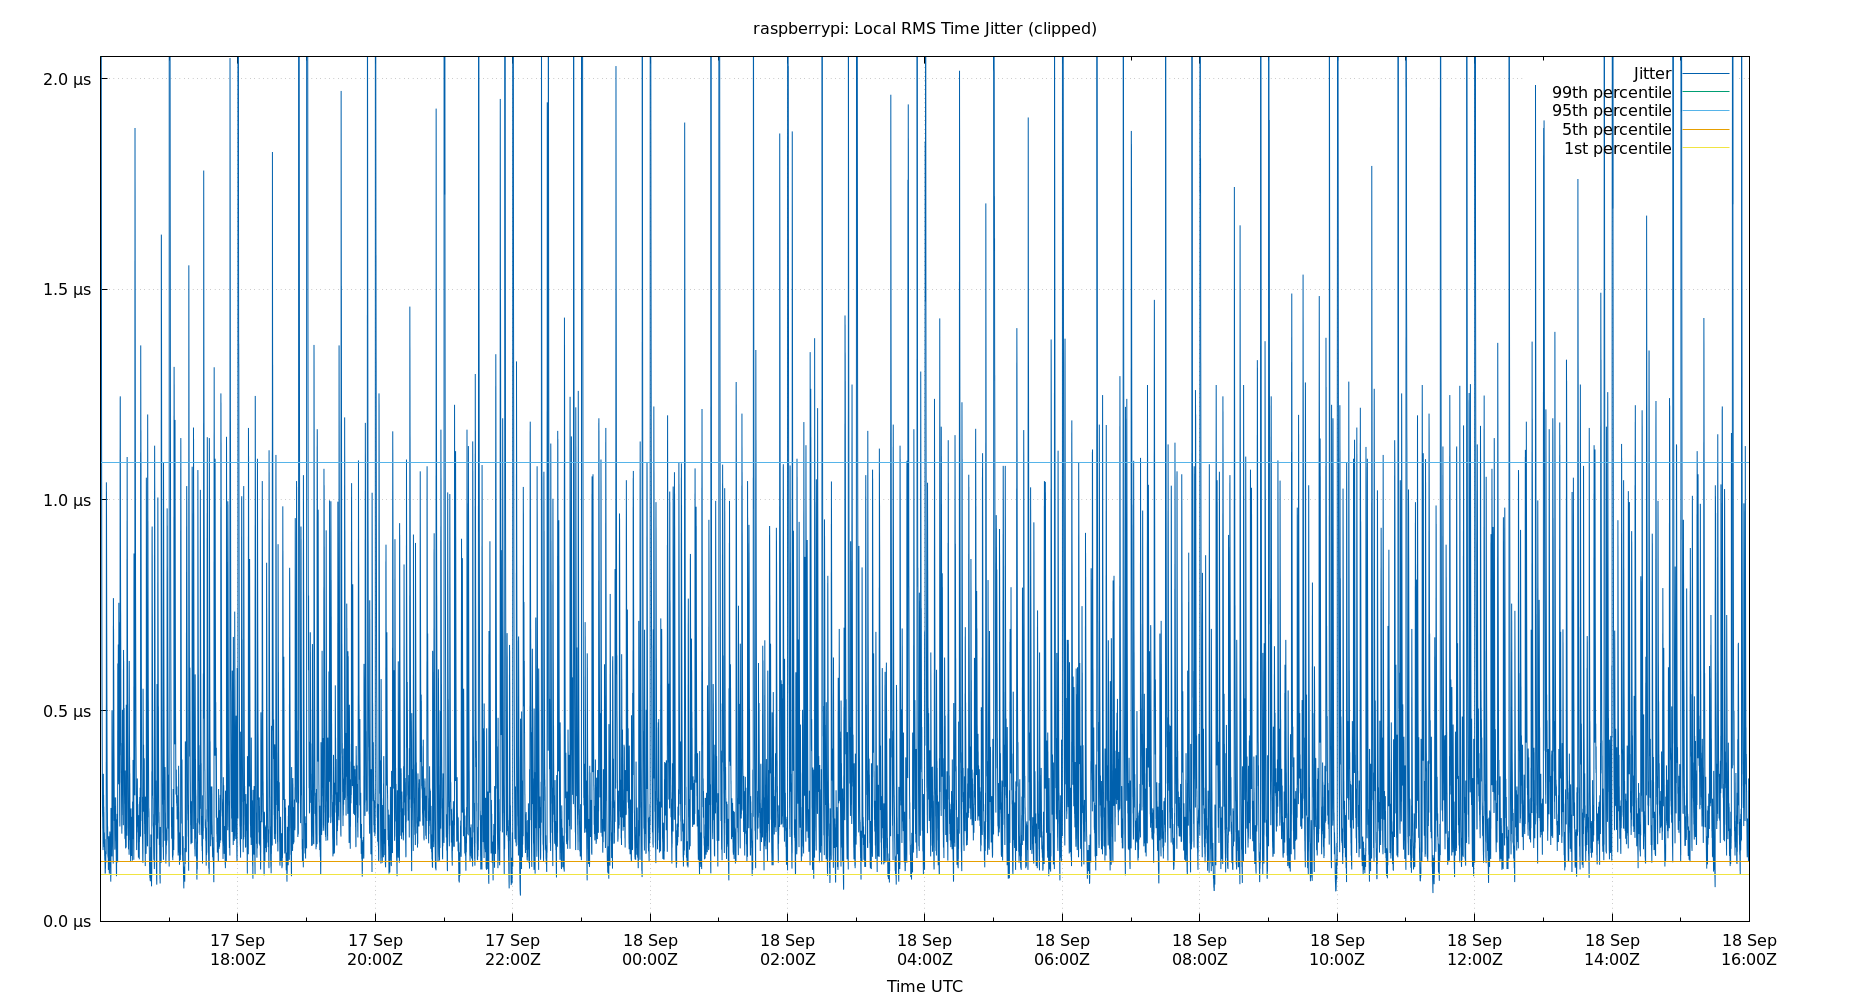 raspberrypi: Local RMS Time Jitter (clipped)
2.0 µs
1.5 µs
1.0 µs
0.5 µs
0.0 µs
Jitter
99th percentile
95th percentile
5th percentile
1st percentile
17 Sep
18:00Z
17 Sep
20:00Z
17 Sep
22:00Z
18 Sep
00:00Z
18 Sep
02:00Z
18 Sep
04:00Z
18 Sep
06:00Z
18 Sep
08:00Z
18 Sep
10:00Z
18 Sep
12:00Z
18 Sep
14:00Z
18 Sep
16:00Z
Time UTC